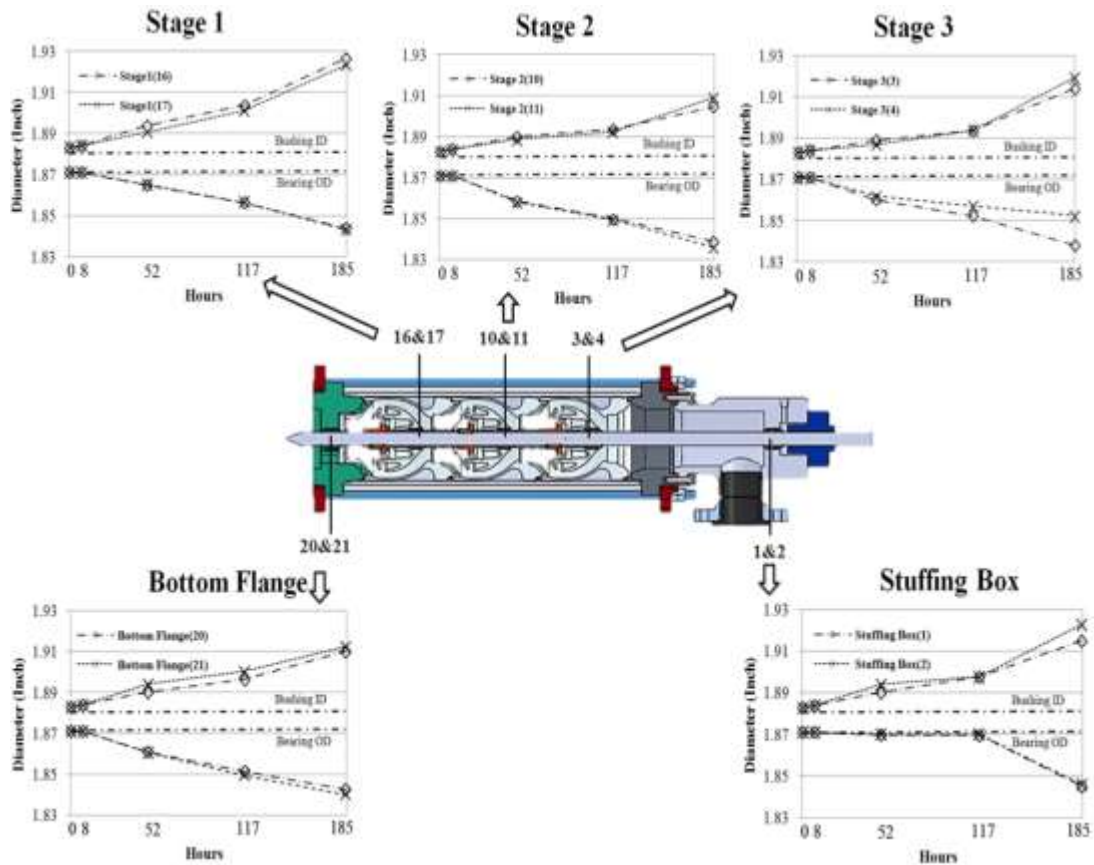 Stage 1
Stage 2
Stage 3
Diameter (Inch)
1.93
1.91
1.89
1.87
1.85
1.83
Stage1(16)
Stage1(17)
Bushing ID
Bearing OD
0 8 52 117 185
Hours
Diameter (Inch)
1.93
1.91
1.89
1.87
1.85
1.83
Stage 2(10)
Stage 2(11)
Bushing ID
Bearing OD
0 8 52 117 185
Hours
Diameter (Inch)
1.93
1.91
1.89
1.87
1.85
1.83
Stage 3(3)
Stage 3(4)
Bushing ID
Bearing OD
0 8 52 117 185
Hours
16&17
10&11
3&4
20&21
1&2
Bottom Flange
Stuffing Box
Diameter (Inch)
1.93
1.91
1.89
1.87
1.85
1.83
Bottom Flange(20)
Bottom Flange(21)
Bushing ID
Bearing OD
0 8 52 117 185
Hours
Diameter (Inch)
1.93
1.91
1.89
1.87
1.85
1.83
Stuffing Box(1)
Stuffing Box(2)
Bushing ID
Bearing OD
0 8 52 117 185
Hours